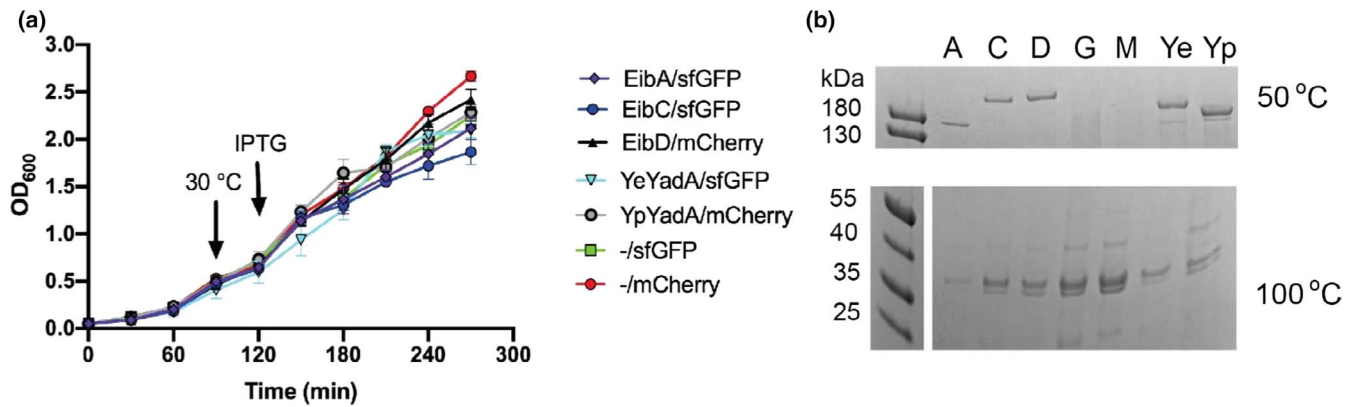 (a)
3.0
2.5
2.0
1.5
1.0
0.5
0.0
OD600
30 °C
IPTG
0
60
120
180
240
300
Time (min)
EibA/sfGFP
EibC/sfGFP
EibD/mCherry
YeYadA/sfGFP
YpYadA/mCherry
-/sfGFP
-/mCherry
(b)
A C D G M Ye Yp
kDa
180
130
50 °C
55
40
35
25
100 °C